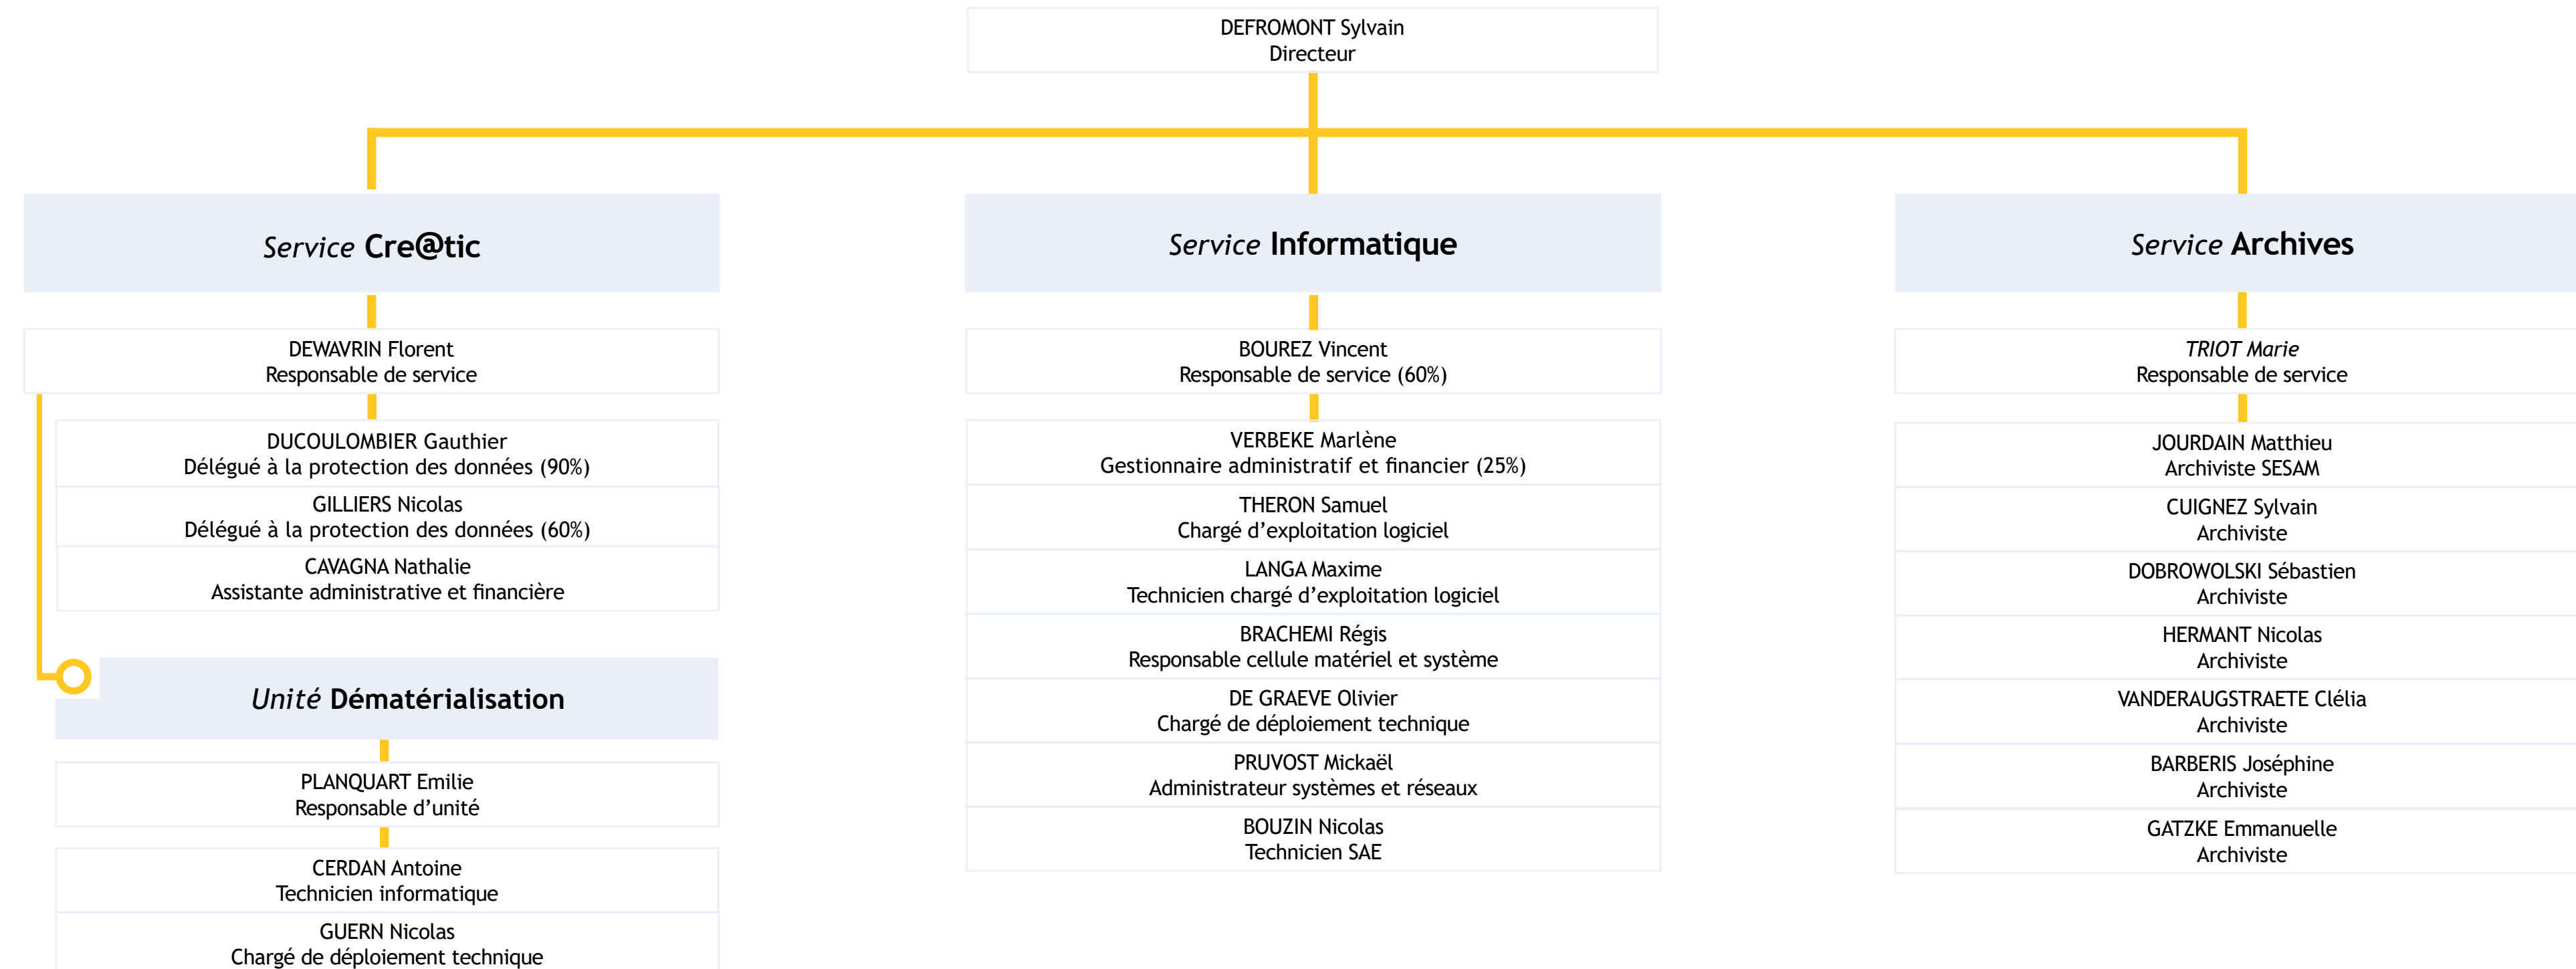 DEFROMONT Sylvain
Directeur
Service Cre@tic
DEWAVRIN Florent
Responsable de service
DUCOULOMBIER Gauthier
Délégué à la protection des données (90%)
GILLIERS Nicolas
Délégué à la protection des données (60%)
CAVAGNA Nathalie
Assistante administrative et financière
Unité Dématérialisation
PLANQUART Emilie
Responsable d’unité
CERDAN Antoine
Technicien informatique
GUERN Nicolas
Chargé de déploiement technique
Service Informatique
BOUREZ Vincent
Responsable de service (60%)
VERBEKE Marlène
Gestionnaire administratif et financier (25%)
THERON Samuel
Chargé d’exploitation logiciel
LANGA Maxime
Technicien chargé d’exploitation logiciel
BRACHEMI Régis
Responsable cellule matériel et système
DE GRAEVE Olivier
Chargé de déploiement technique
PRUVOST Mickaël
Administrateur systèmes et réseaux
BOUZIN Nicolas
Technicien SAE
Service Archives
TRIOT Marie
Responsable de service
JOURDAIN Matthieu
Archiviste SESAM
CUIGNEZ Sylvain
Archiviste
DOBROWOLSKI Sébastien
Archiviste
HERMANT Nicolas
Archiviste
VANDERAUGSTRAETE Clélia
Archiviste
BARBERIS Joséphine
Archiviste
GATZKE Emmanuelle
Archiviste